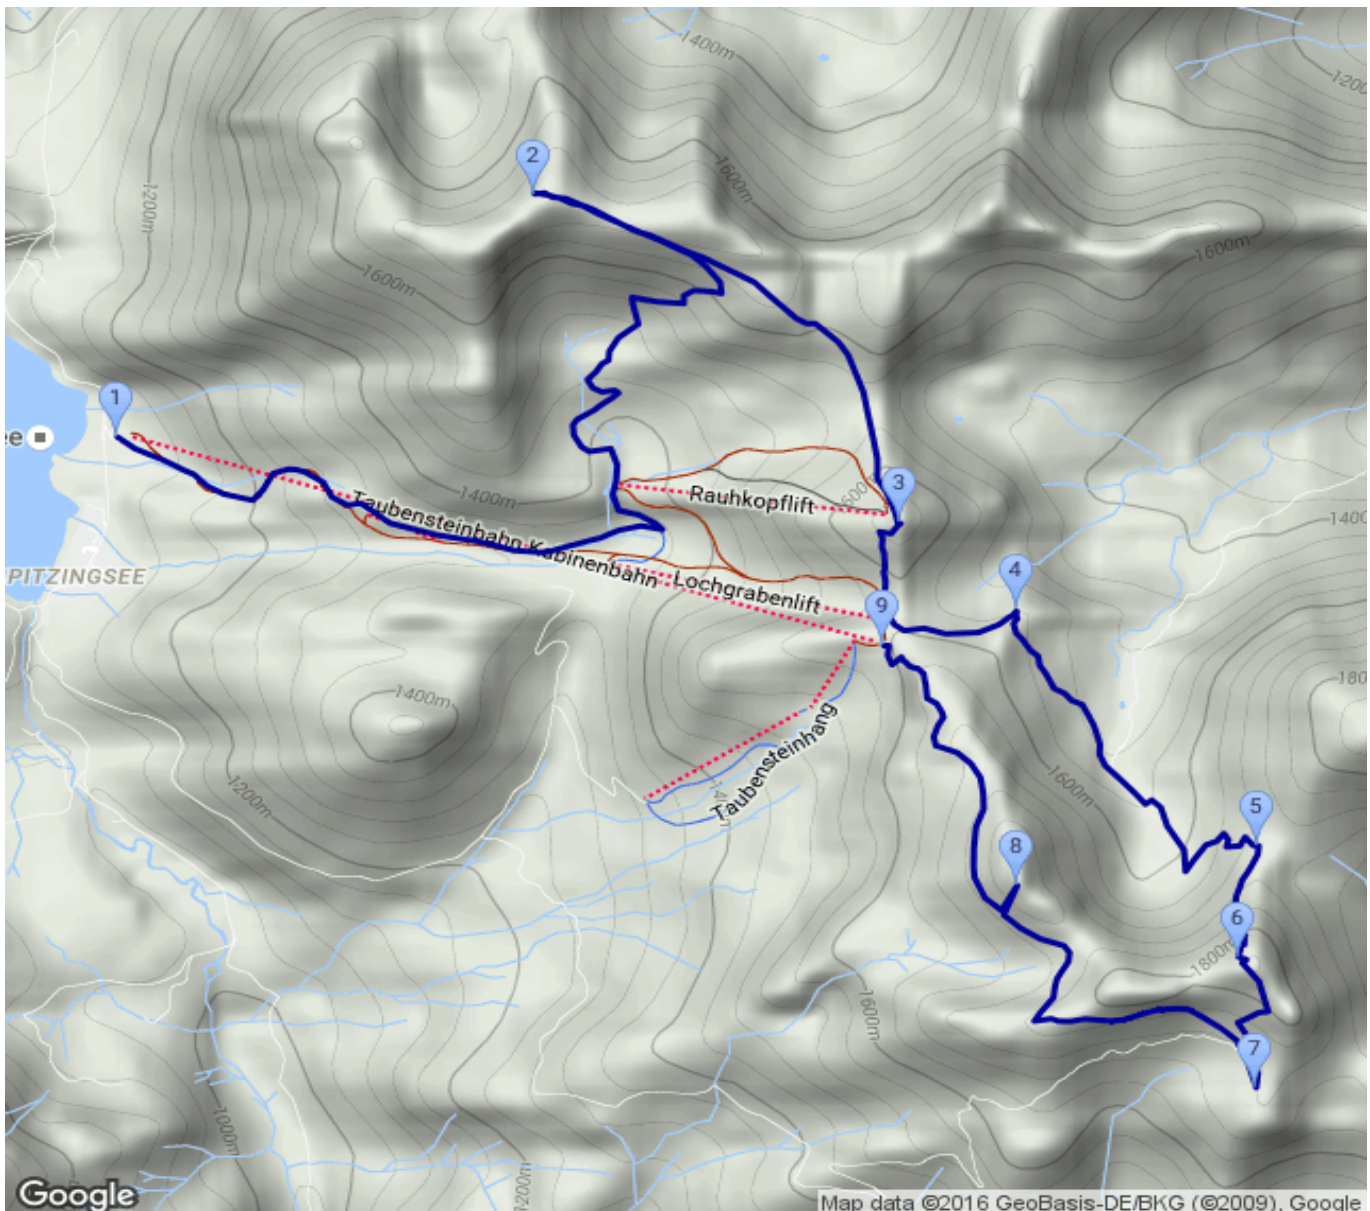 1400m
1200
1600m
1200m
1600m
1600m
2
1
ee
1400m
3
1600m
Rauhkopflift
Taubensteinbahn Kabinenbahn
1400
4
PITZINGSEE
Lochgrabenlift
9
1400m
180
1200m
1600m
Taubensteinhang
5
8
6
1800m
1600m
7
1000m
1200m
Google
Map data ©2016 GeoBasis-DE/BKG (©2009), Google